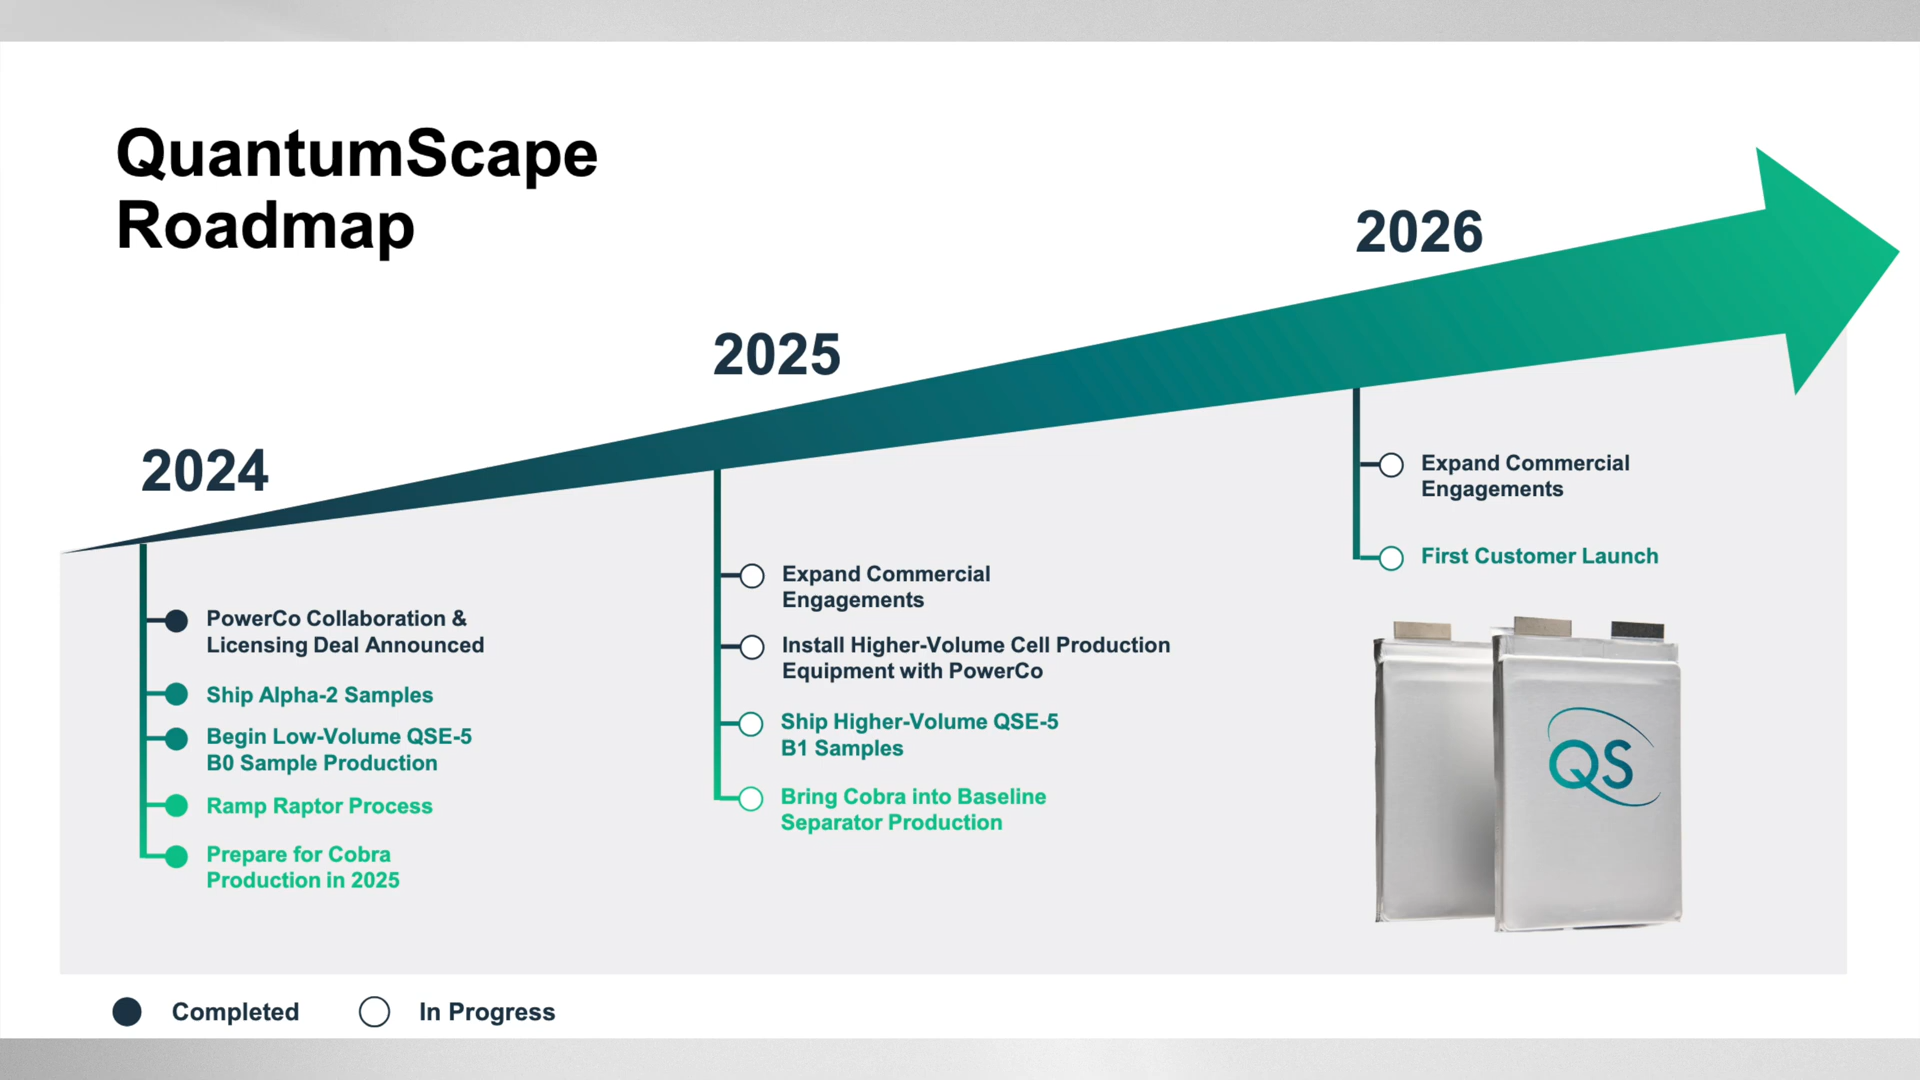 QuantumScape
Roadmap
2024
PowerCo Collaboration &
Licensing Deal Announced
Ship Alpha-2 Samples
Begin Low-Volume QSE-5
B0 Sample Production
Ramp Raptor Process
Prepare for Cobra
Production in 2025
2025
Expand Commercial
Engagements
Install Higher-Volume Cell Production
Equipment with PowerCo
Ship Higher-Volume QSE-5
B1 Samples
Bring Cobra into Baseline
Separator Production
2026
Expand Commercial
Engagements
First Customer Launch
QS
Completed
In Progress